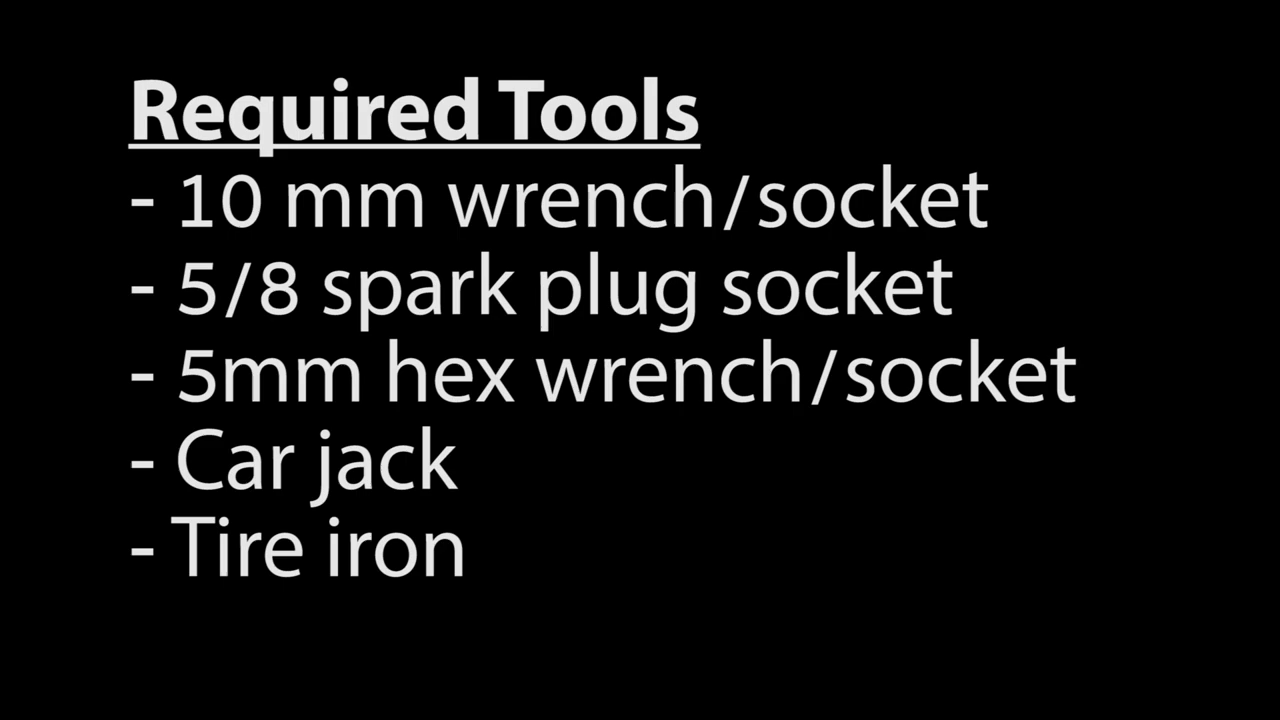 Required Tools
- 10 mm wrench/socket
- 5/8 spark plug socket
- 5mm hex wrench/socket
- Car jack
- Tire iron